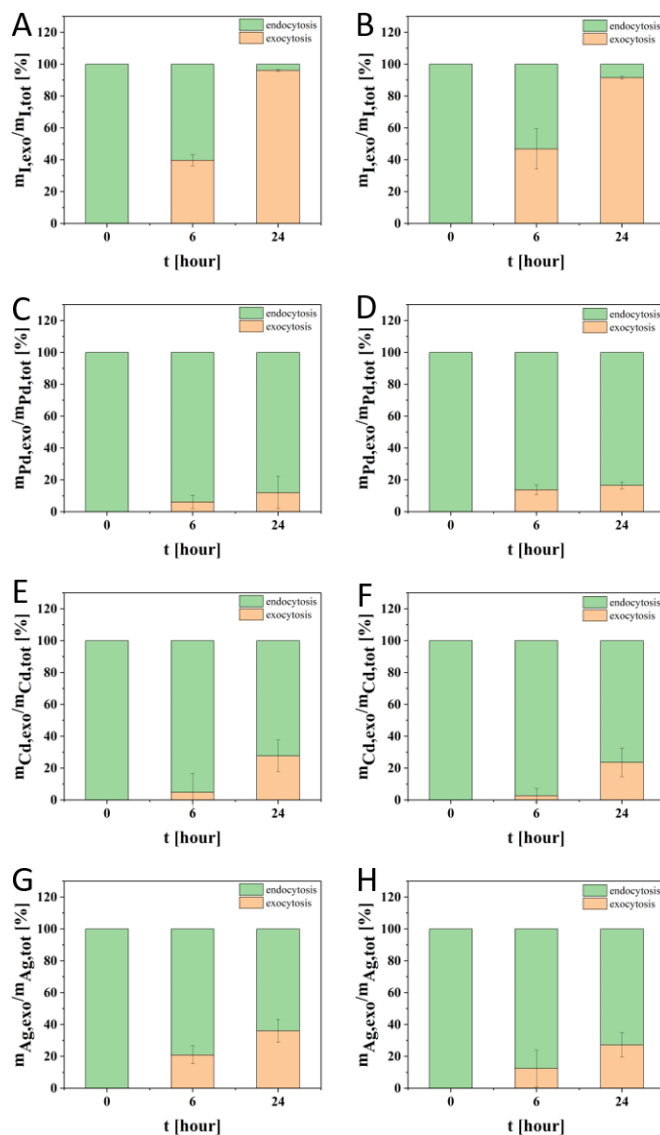 A
endocytosis
exocytosis
m_I,exo/m_I,tot [%]
120
100
80
60
40
20
0
0 6 24
t [hour]
B
endocytosis
exocytosis
m_I,exo/m_I,tot [%]
120
100
80
60
40
20
0
0 6 24
t [hour]
C
endocytosis
exocytosis
m_Pd,exo/m_Pd,tot [%]
120
100
80
60
40
20
0
0 6 24
t [hour]
D
endocytosis
exocytosis
m_Pd,exo/m_Pd,tot [%]
120
100
80
60
40
20
0
0 6 24
t [hour]
E
endocytosis
exocytosis
m_Cd,exo/m_Cd,tot [%]
120
100
80
60
40
20
0
0 6 24
t [hour]
F
endocytosis
exocytosis
m_Cd,exo/m_Cd,tot [%]
120
100
80
60
40
20
0
0 6 24
t [hour]
G
endocytosis
exocytosis
m_Ag,exo/m_Ag,tot [%]
120
100
80
60
40
20
0
0 6 24
t [hour]
H
endocytosis
exocytosis
m_Ag,exo/m_Ag,tot [%]
120
100
80
60
40
20
0
0 6 24
t [hour]